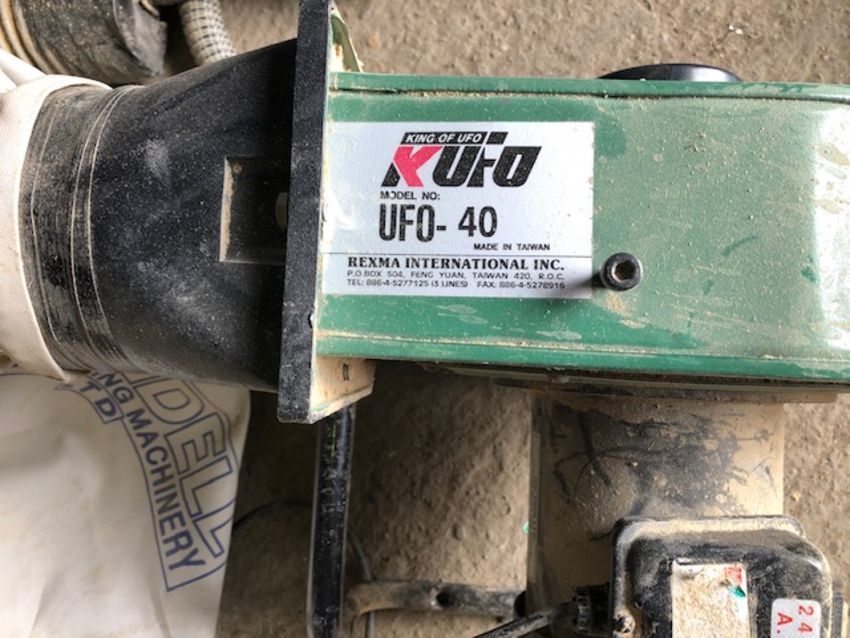 KING OF UFO
KUFO
MODEL NO:
UFO- 40
MADE IN TAIWAN
REXMA INTERNATIONAL INC.
P.O.BOX 504, FENG YUAN, TAIWAN 420, R.O.C.
TEL: 886-4-5277125 (3 LINES) FAX. 886-4-5278916
MACHINERY
24
A.